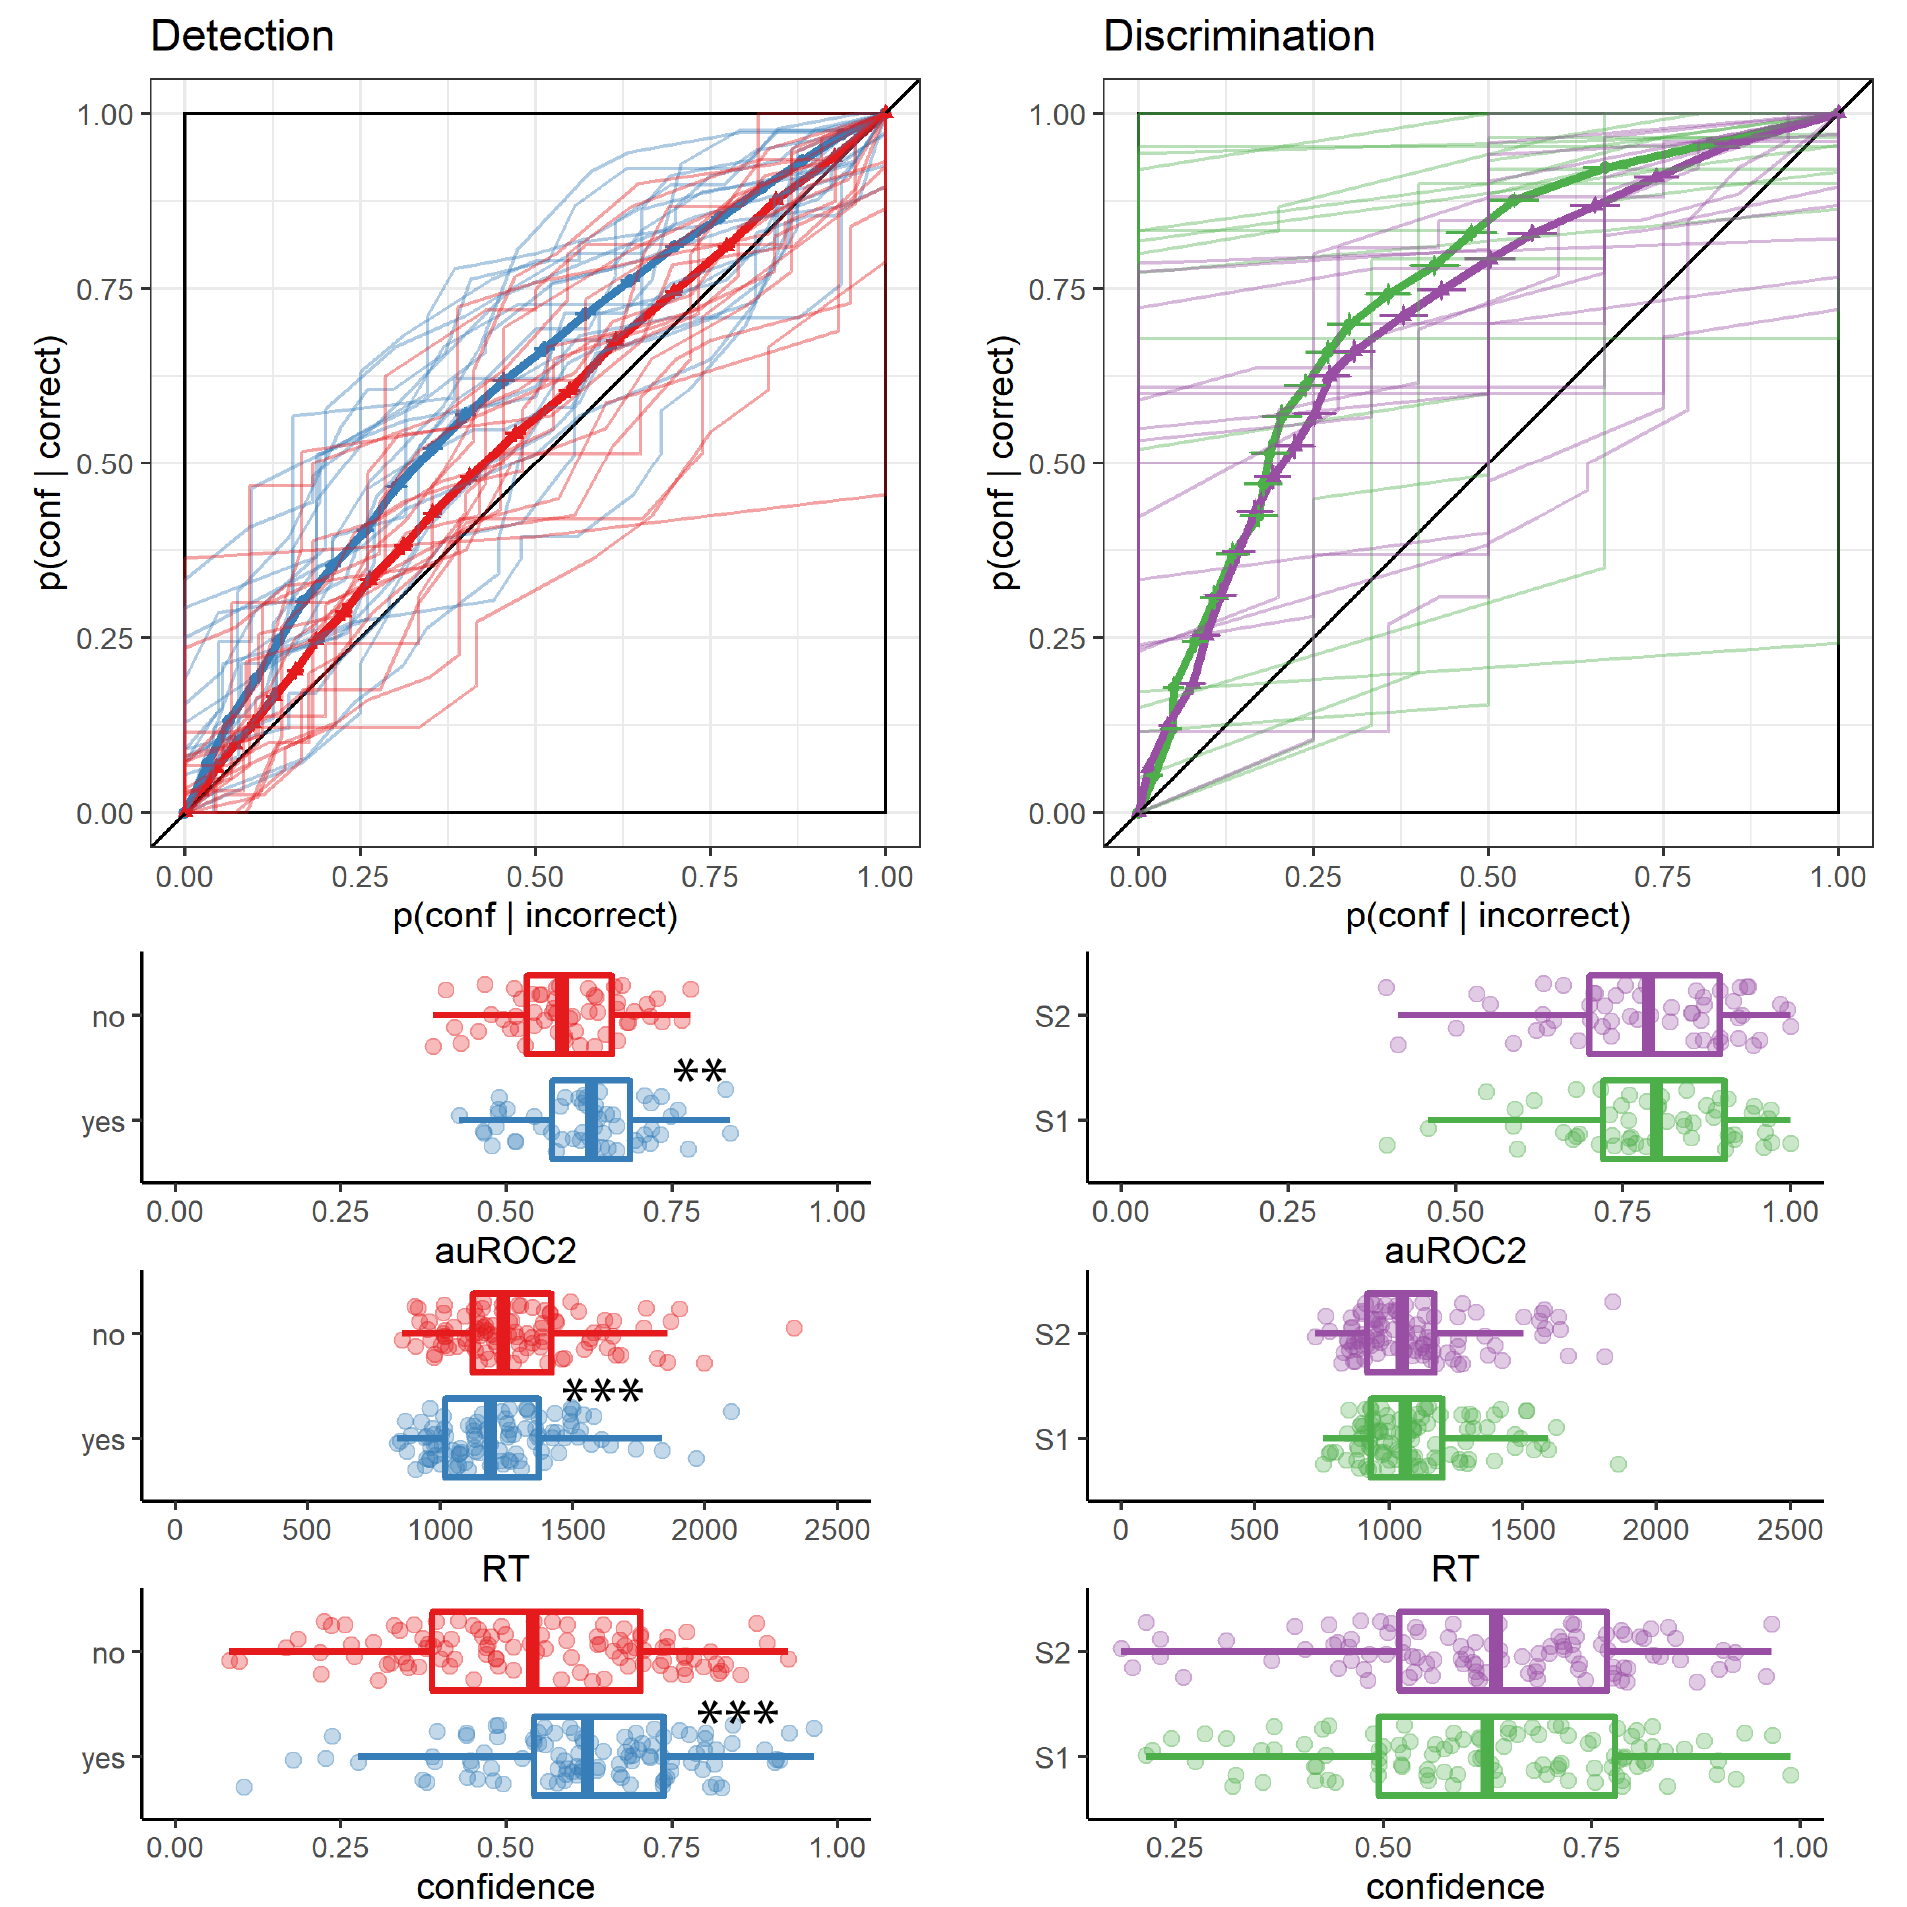 Detection
Discrimination
1.00
0.75
0.50
0.25
0.00
p(conf | correct)
0.00 0.25 0.50 0.75 1.00
p(conf | incorrect)
1.00
0.75
0.50
0.25
0.00
p(conf | correct)
0.00 0.25 0.50 0.75 1.00
p(conf | incorrect)
no
**
yes
0.00 0.25 0.50 0.75 1.00
auROC2
S2
S1
0.00 0.25 0.50 0.75 1.00
auROC2
no
***
yes
0 500 1000 1500 2000 2500
RT
S2
S1
0 500 1000 1500 2000 2500
RT
no
***
yes
0.00 0.25 0.50 0.75 1.00
confidence
S2
S1
0.25 0.50 0.75 1.00
confidence